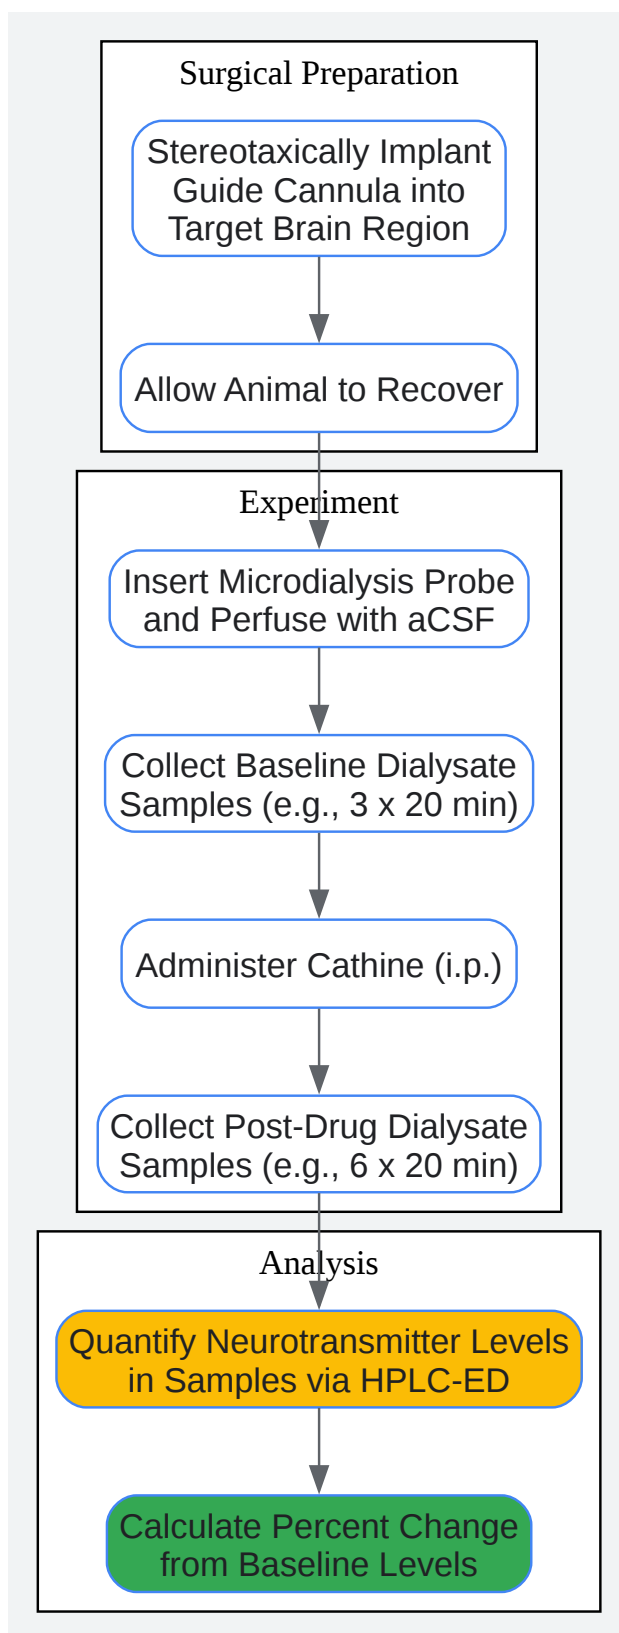 Surgical Preparation
Stereotaxically Implant
Guide Cannula into
Target Brain Region
Allow Animal to Recover
Experiment
Insert Microdialysis Probe
and Perfuse with aCSF
Collect Baseline Dialysate
Samples (e.g., 3 x 20 min)
Administer Cathine (i.p.)
Collect Post-Drug Dialysate
Samples (e.g., 6 x 20 min)
Analysis
Quantify Neurotransmitter Levels
in Samples via HPLC-ED
Calculate Percent Change
from Baseline Levels